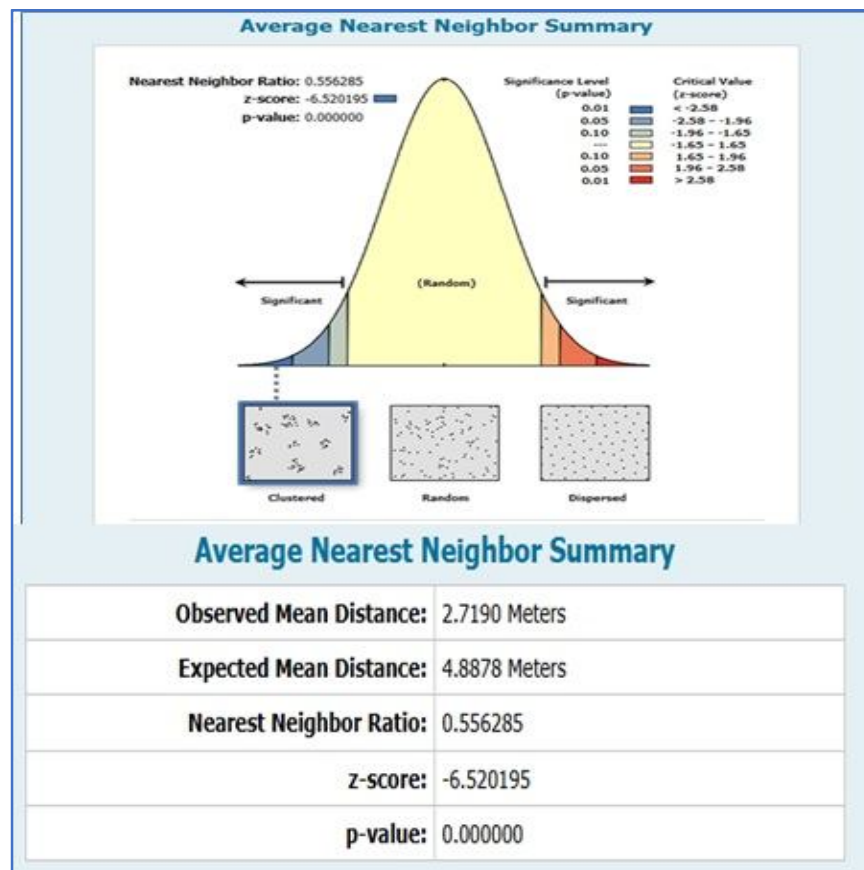 Average Nearest Neighbor Summary
Nearest Neighbor Ratio: 0.556285
z-score: -6.520195
p-value: 0.000000
Significance Level Critical Value
(p-value) (z-score)
0.01 < -2.58
0.05 -2.58 - -1.96
0.10 -1.96 - -1.65
--- -1.65 - 1.65
0.10 1.65 - 1.96
0.05 1.96 - 2.58
0.01 > 2.58
(Random)
Significant Significant
Clustered Random Dispersed
Average Nearest Neighbor Summary
Observed Mean Distance: 2.7190 Meters
Expected Mean Distance: 4.8878 Meters
Nearest Neighbor Ratio: 0.556285
z-score: -6.520195
p-value: 0.000000